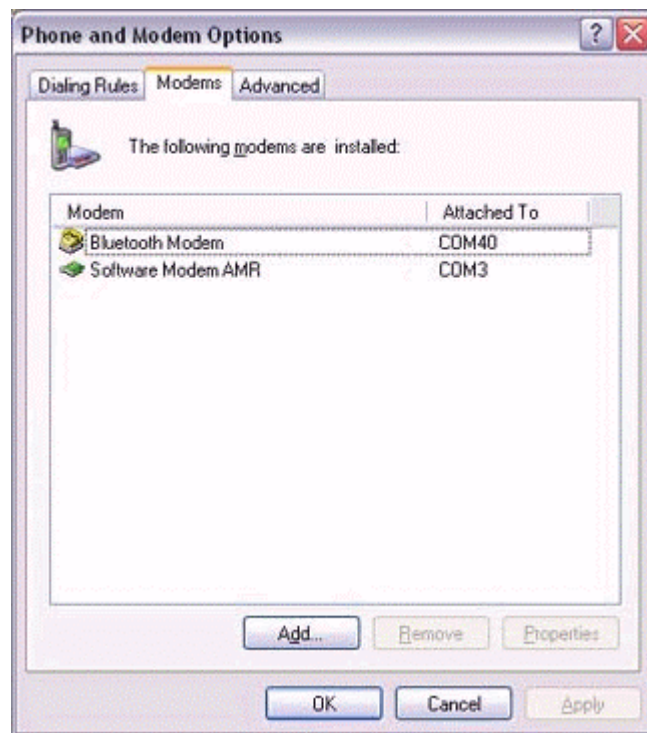 Phone and Modem Options
Dialing Rules Modems Advanced
The following modems are installed:
Modem Attached To
Bluetooth Modem COM40
Software Modem AMR COM3
Add... Remove Properties
OK Cancel Apply